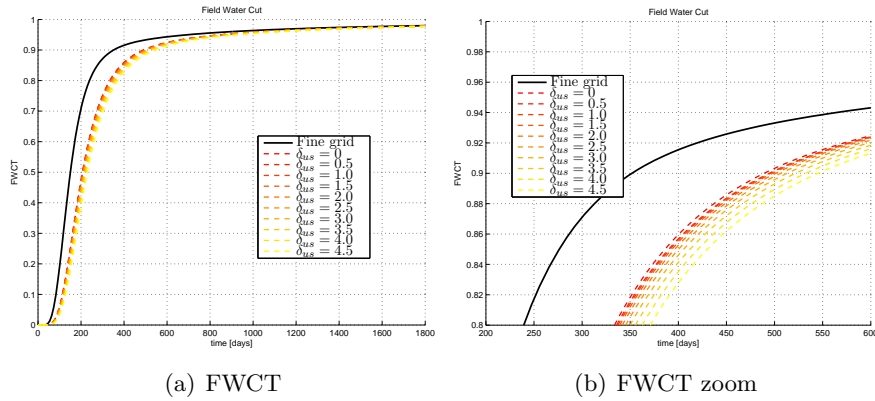 Field Water Cut
1
0.9
0.8
0.7
0.6
0.5
0.4
0.3
0.2
0.1
0
FWCT
Fine grid
δus = 0
δus = 0.5
δus = 1.0
δus = 1.5
δus = 2.0
δus = 2.5
δus = 3.0
δus = 3.5
δus = 4.0
δus = 4.5
0 200 400 600 800 1000 1200 1400 1600 1800
time [days]
(a) FWCT
Field Water Cut
1
0.98
0.96
0.94
0.92
0.9
0.88
0.86
0.84
0.82
0.8
FWCT
Fine grid
δus = 0
δus = 0.5
δus = 1.0
δus = 1.5
δus = 2.0
δus = 2.5
δus = 3.0
δus = 3.5
δus = 4.0
δus = 4.5
200 250 300 350 400 450 500 550 600
time [days]
(b) FWCT zoom